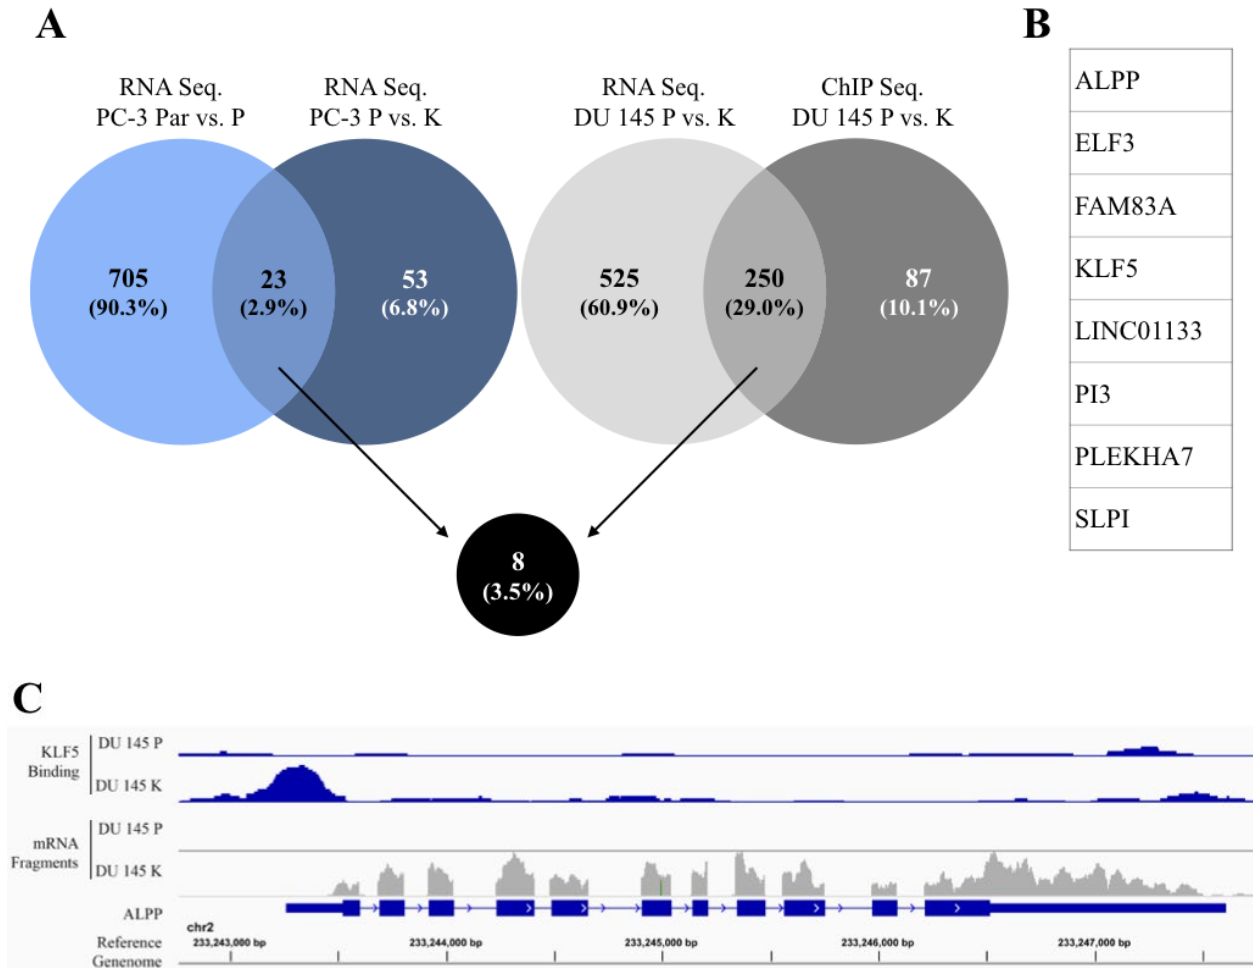 A
B
RNA Seq.
PC-3 Par vs. P
RNA Seq.
PC-3 P vs. K
RNA Seq.
DU 145 P vs. K
ChIP Seq.
DU 145 P vs. K
705
(90.3%)
23
(2.9%)
53
(6.8%)
525
(60.9%)
250
(29.0%)
87
(10.1%)
8
(3.5%)
ALPP
ELF3
FAM83A
KLF5
LINC01133
PI3
PLEKHA7
SLPI
C
KLF5
Binding
DU 145 P
DU 145 K
mRNA
Fragments
DU 145 P
DU 145 K
ALPP
chr2
Reference
Genenome
233,243,000 bp
233,244,000 bp
233,245,000 bp
233,246,000 bp
233,247,000 bp